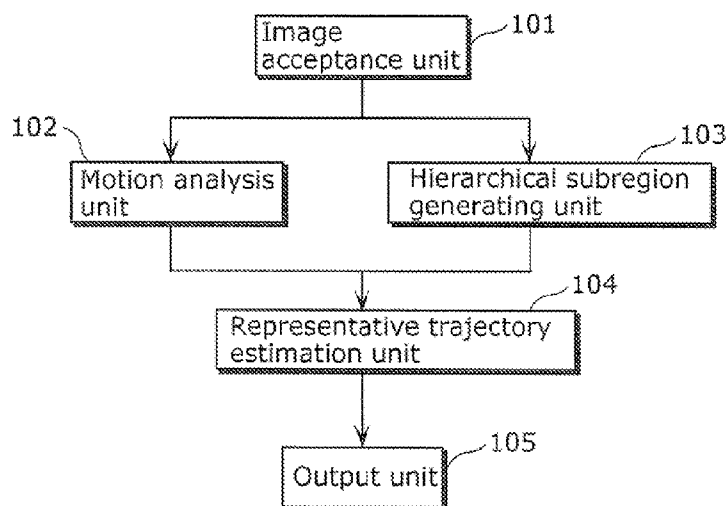 Image
acceptance unit
101
102
103
Motion analysis
unit
Hierarchical subregion
generating unit
104
Representative trajectory
estimation unit
105
Output unit